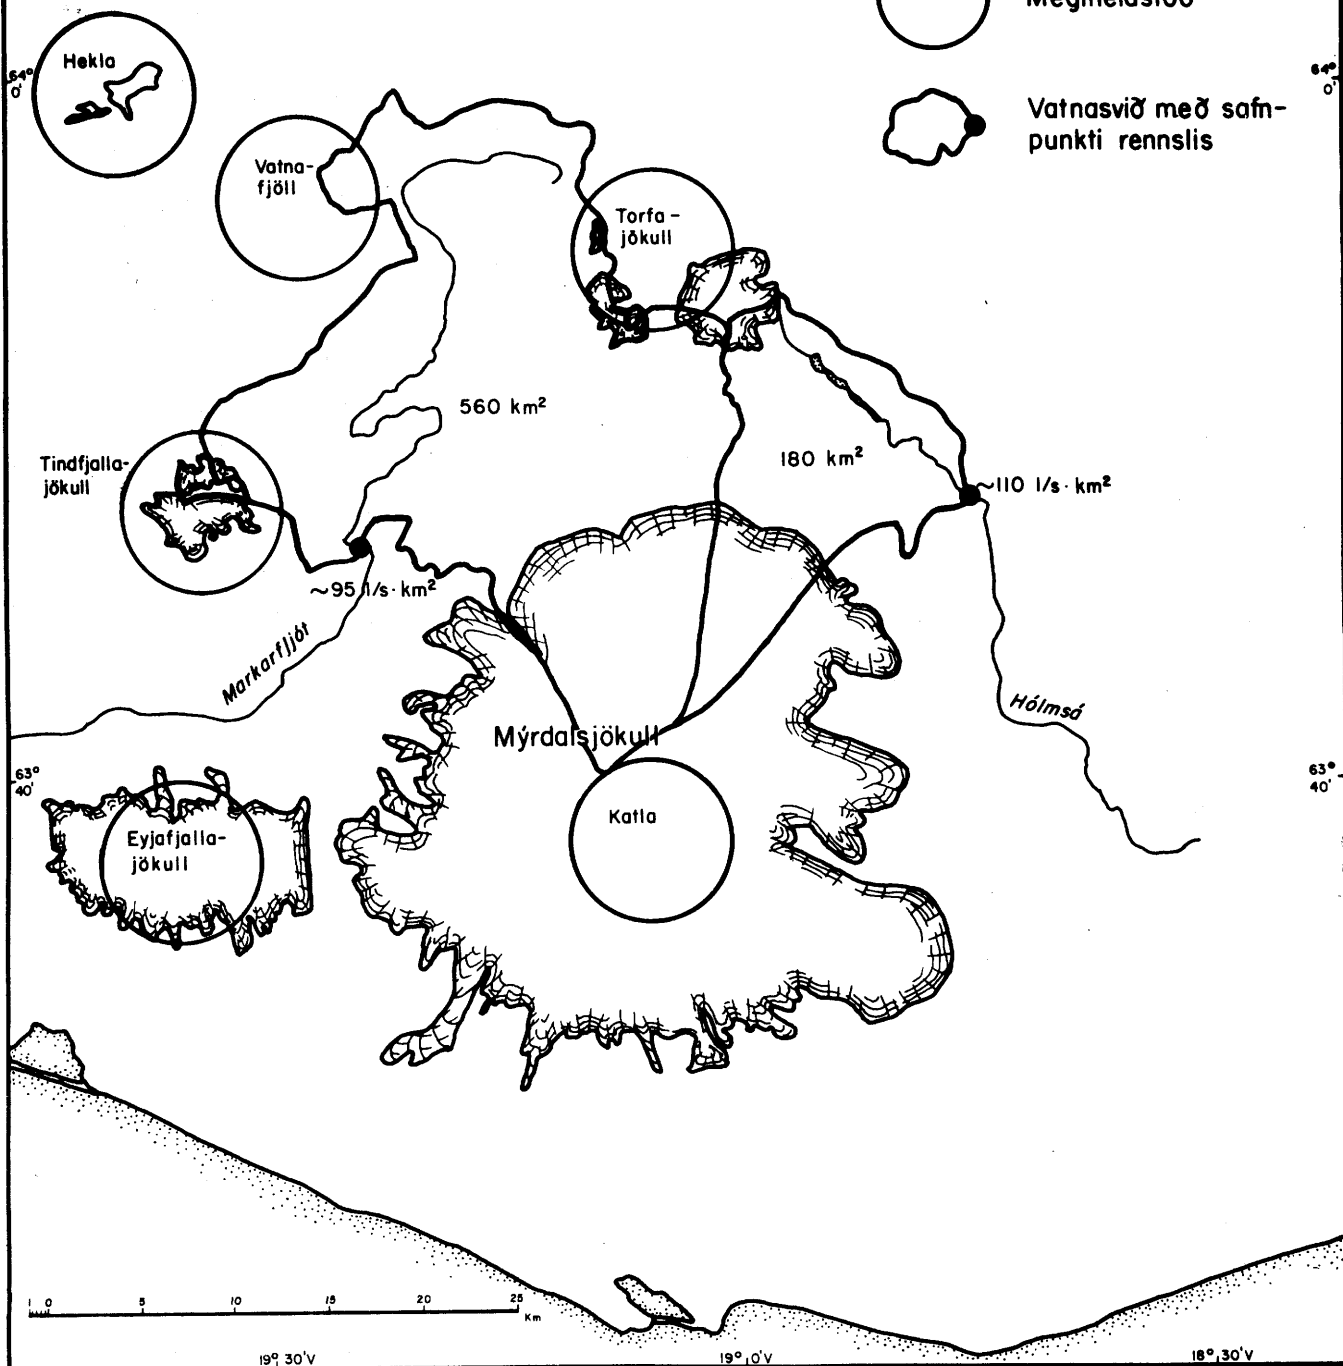 Megineldstöð
Hekla
64°
0'
64°
0'
Vatnasvið með safn-
punkti rennslis
Vatna-
fjöll
Torfa-
jökull
560 km²
180 km²
Tindfjalla-
jökull
~110 l/s·km²
~95 l/s·km²
Markarfljót
Hólmsá
Mýrdalsjökull
63°
40'
63°
40'
Katla
Eyjafjalla-
jökull
1 0 5 10 15 20 25
Km
19° 30'V
19° 0'V
18° 30'V